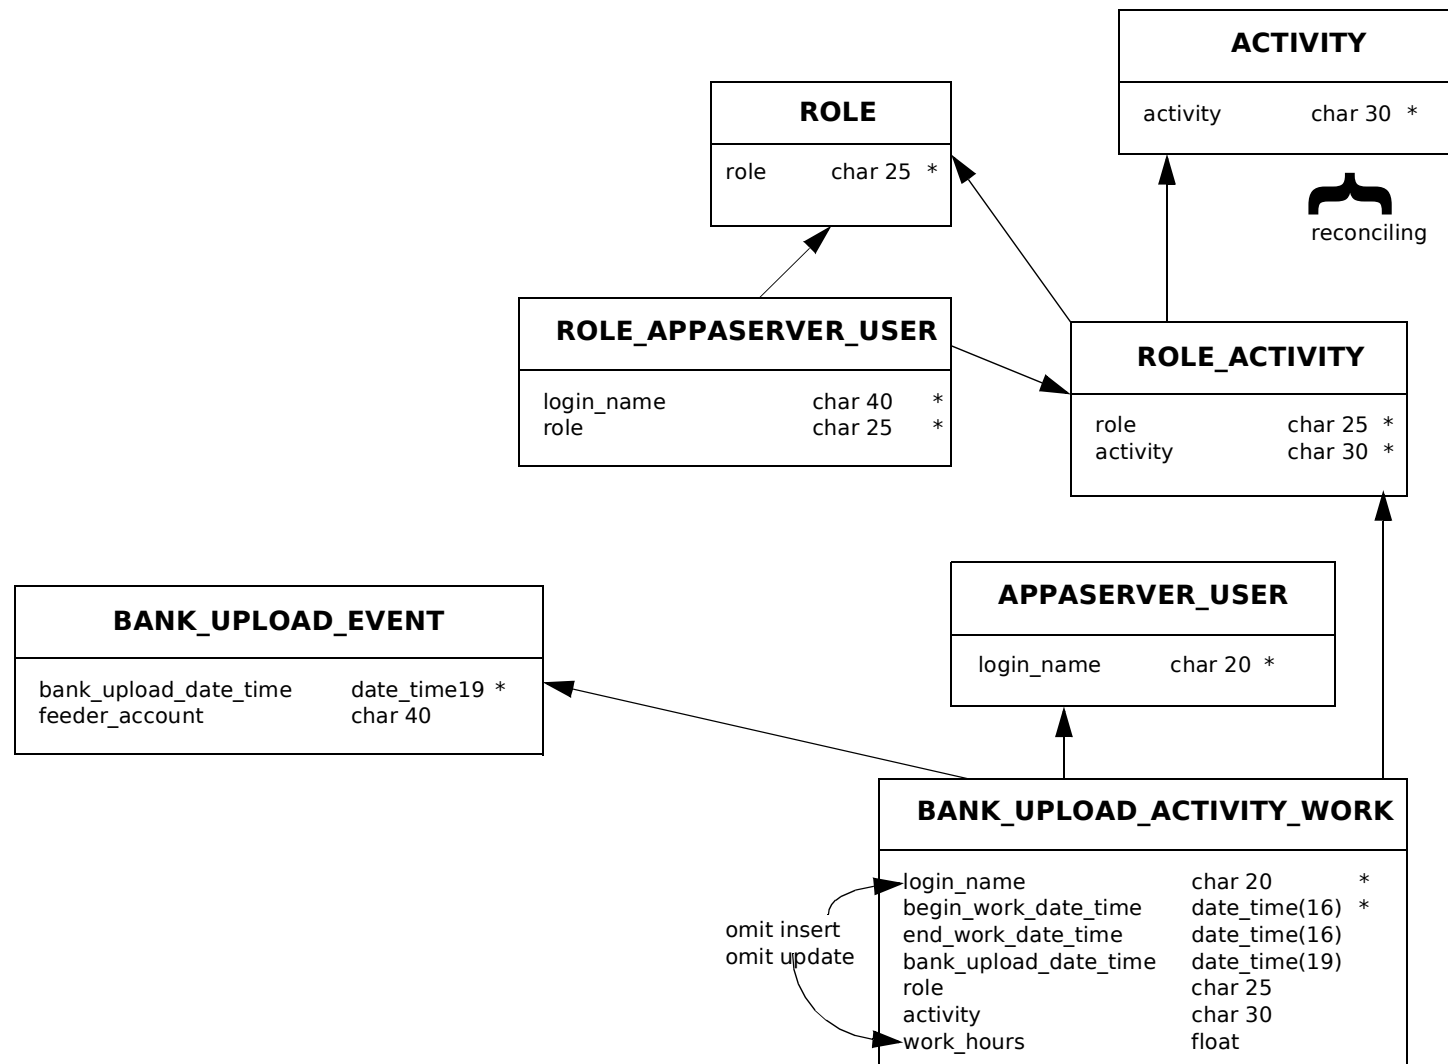 ACTIVITY
activity char 30 *
reconciling
ROLE
role char 25 *
ROLE_APPASERVER_USER
login_name char 40 *
role char 25 *
ROLE_ACTIVITY
role char 25 *
activity char 30 *
BANK_UPLOAD_EVENT
bank_upload_date_time date_time19 *
feeder_account char 40
APPASERVER_USER
login_name char 20 *
BANK_UPLOAD_ACTIVITY_WORK
login_name char 20 *
begin_work_date_time date_time(16) *
end_work_date_time date_time(16)
bank_upload_date_time date_time(19)
role char 25
activity char 30
work_hours float
omit insert
omit update